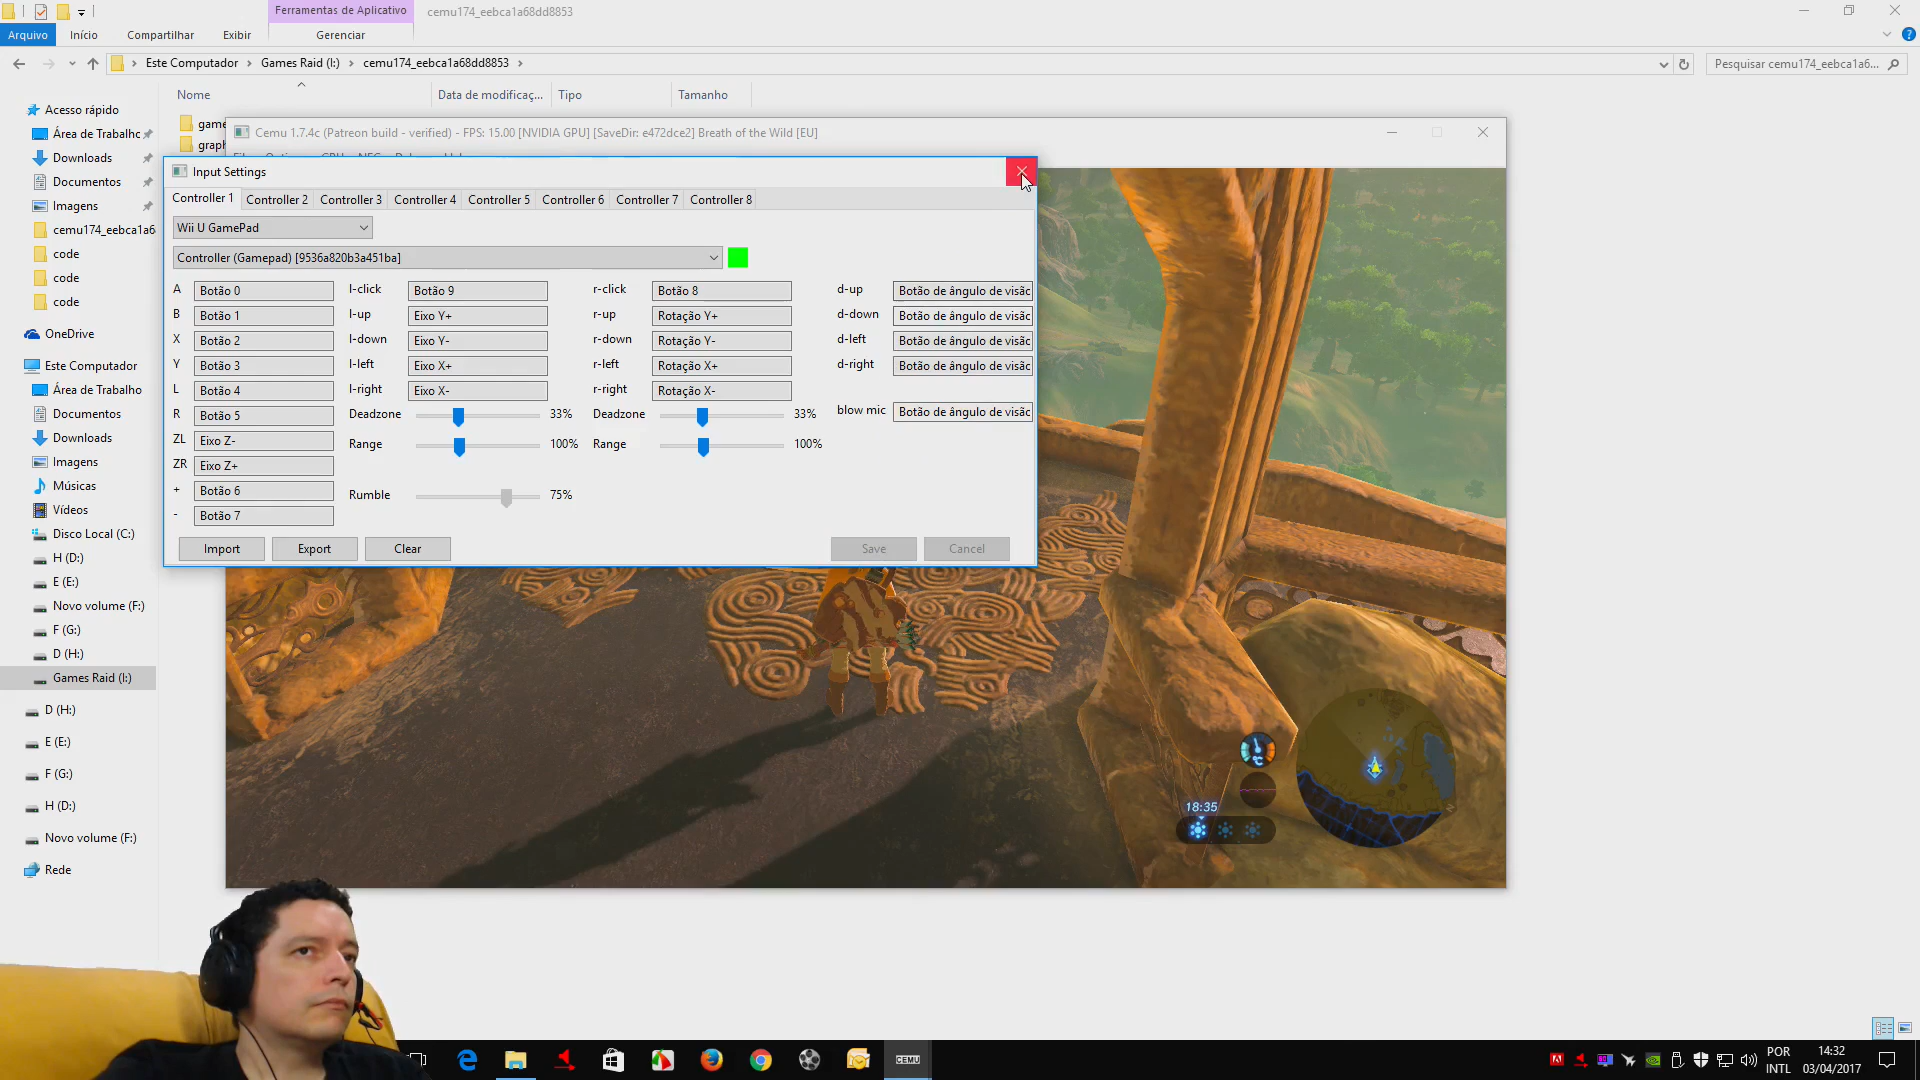 Ferramentas de Aplicativo
cemu174_eebca1a68dd8853
Arquivo
Início
Compartilhar
Exibir
Gerenciar
Este Computador
Games Raid (I:)
cemu174_eebca1a68dd8853
Pesquisar cemu174_eebca1a6...
Nome
Data de modificaç...
Tipo
Tamanho
Acesso rápido
Área de Trabalho
Downloads
Documentos
Imagens
cemu174_eebca1a6
code
code
code
OneDrive
Este Computador
Área de Trabalho
Documentos
Downloads
Imagens
Músicas
Vídeos
Disco Local (C:)
H (D:)
E (E:)
Novo volume (F:)
F (G:)
D (H:)
Games Raid (I:)
D (H:)
E (E:)
F (G:)
H (D:)
Novo volume (F:)
Rede
game
grap
Cemu 1.7.4c (Patreon build - verified) - FPS: 15.00 [NVIDIA GPU] [SaveDir: e472dce2] Breath of the Wild [EU]
Input Settings
Controller 1
Controller 2
Controller 3
Controller 4
Controller 5
Controller 6
Controller 7
Controller 8
Wii U GamePad
Controller (Gamepad) [9536a820b3a451ba]
A Botão 0 l-click Botão 9 r-click Botão 8 d-up Botão de ângulo de visão
B Botão 1 l-up Eixo Y+ r-up Rotação Y+ d-down Botão de ângulo de visão
X Botão 2 l-down Eixo Y- r-down Rotação Y- d-left Botão de ângulo de visão
Y Botão 3 l-left Eixo X+ r-left Rotação X+ d-right Botão de ângulo de visão
L Botão 4 l-right Eixo X- r-right Rotação X-
R Botão 5 Deadzone 33% Deadzone 33% blow mic Botão de ângulo de visão
ZL Eixo Z- Range 100% Range 100%
ZR Eixo Z+
+ Botão 6 Rumble 75%
- Botão 7
Import
Export
Clear
Save
Cancel
°C
18:35
CEMU
POR
INTL
14:32
03/04/2017